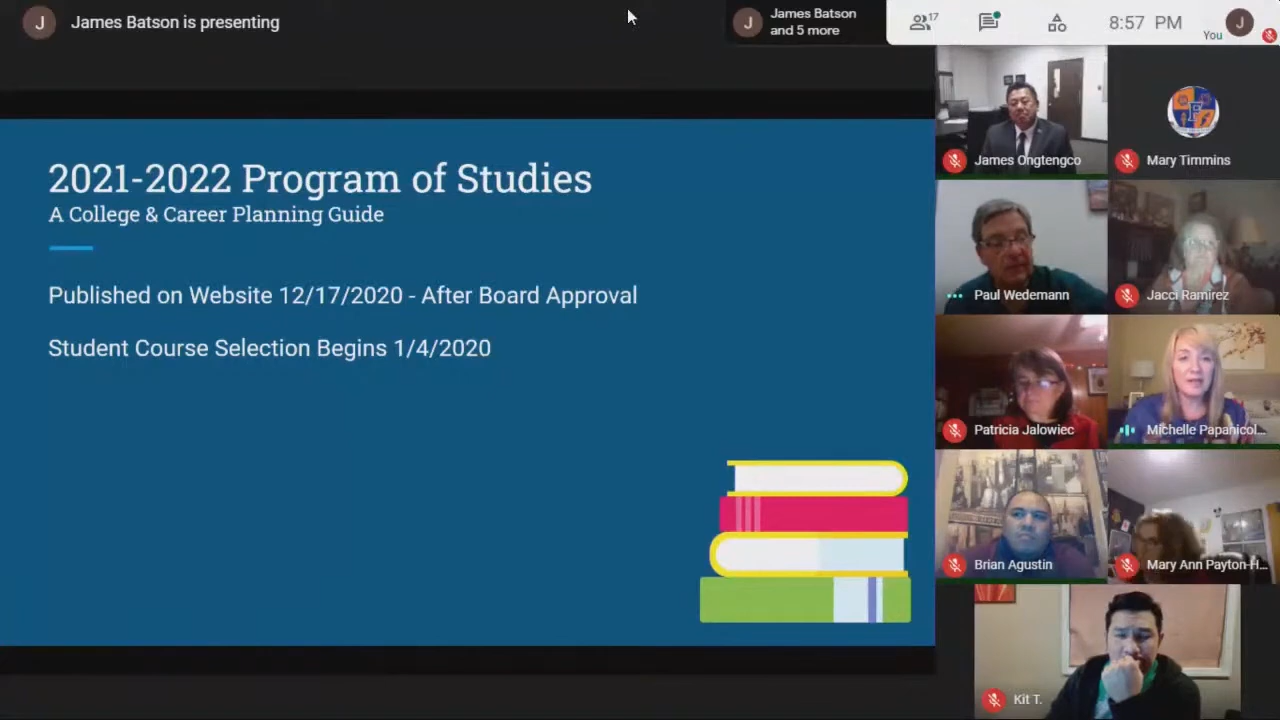 J
James Batson is presenting
J
James Batson
and 5 more
17
8:57 PM
You
J
2021-2022 Program of Studies
A College & Career Planning Guide
Published on Website 12/17/2020 - After Board Approval
Student Course Selection Begins 1/4/2020
James Ongtengco
Mary Timmins
Paul Wedemann
Jacci Ramirez
Patricia Jalowiec
Michelle Papanicol...
Brian Agustin
Mary Ann Payton-H...
Kit T.